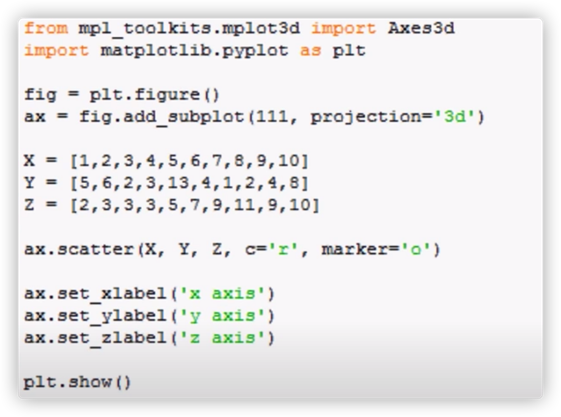 from mpl_toolkits.mplot3d import Axes3d
import matplotlib.pyplot as plt
fig = plt.figure()
ax = fig.add_subplot(111, projection='3d')
X = [1,2,3,4,5,6,7,8,9,10]
Y = [5,6,2,3,13,4,1,2,4,8]
Z = [2,3,3,3,5,7,9,11,9,10]
ax.scatter(X, Y, Z, c='r', marker='o')
ax.set_xlabel('x axis')
ax.set_ylabel('y axis')
ax.set_zlabel('z axis')
plt.show()